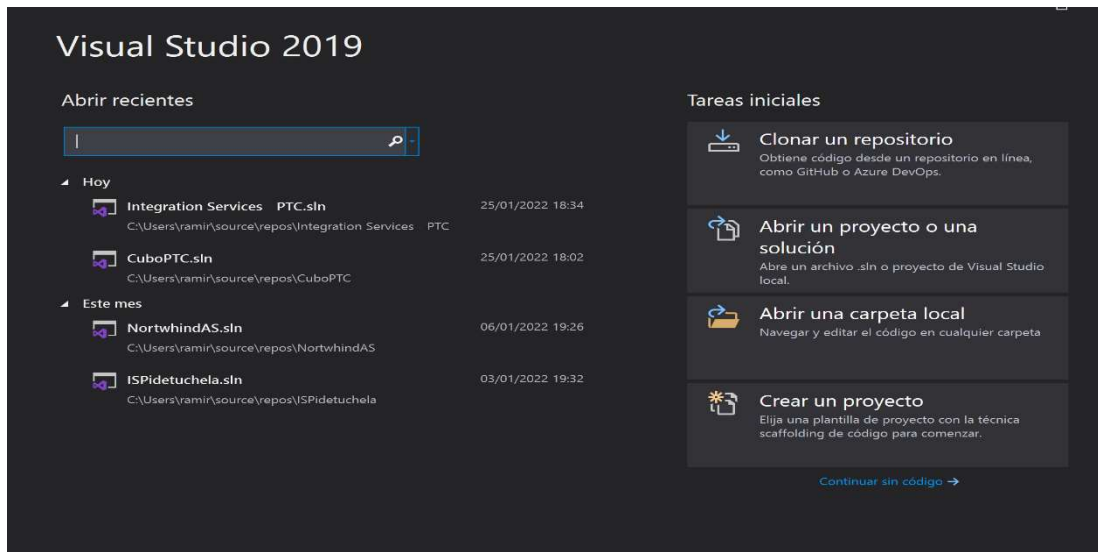 Visual Studio 2019
Abrir recientes
Hoy
Integration Services PTC.sln 25/01/2022 18:34
C:\Users\ramir\source\repos\Integration Services PTC
CuboPTC.sln 25/01/2022 18:02
C:\Users\ramir\source\repos\CuboPTC
Este mes
NortwhindAS.sln 06/01/2022 19:26
C:\Users\ramir\source\repos\NortwhindAS
ISPidetuchela.sln 03/01/2022 19:32
C:\Users\ramir\source\repos\ISPidetuchela
Tareas iniciales
Clonar un repositorio
Obtiene código desde un repositorio en línea,
como GitHub o Azure DevOps.
Abrir un proyecto o una
solución
Abre un archivo .sln o proyecto de Visual Studio
local.
Abrir una carpeta local
Navegar y editar el código en cualquier carpeta
Crear un proyecto
Elija una plantilla de proyecto con la técnica
scaffolding de código para comenzar.
Continuar sin código →